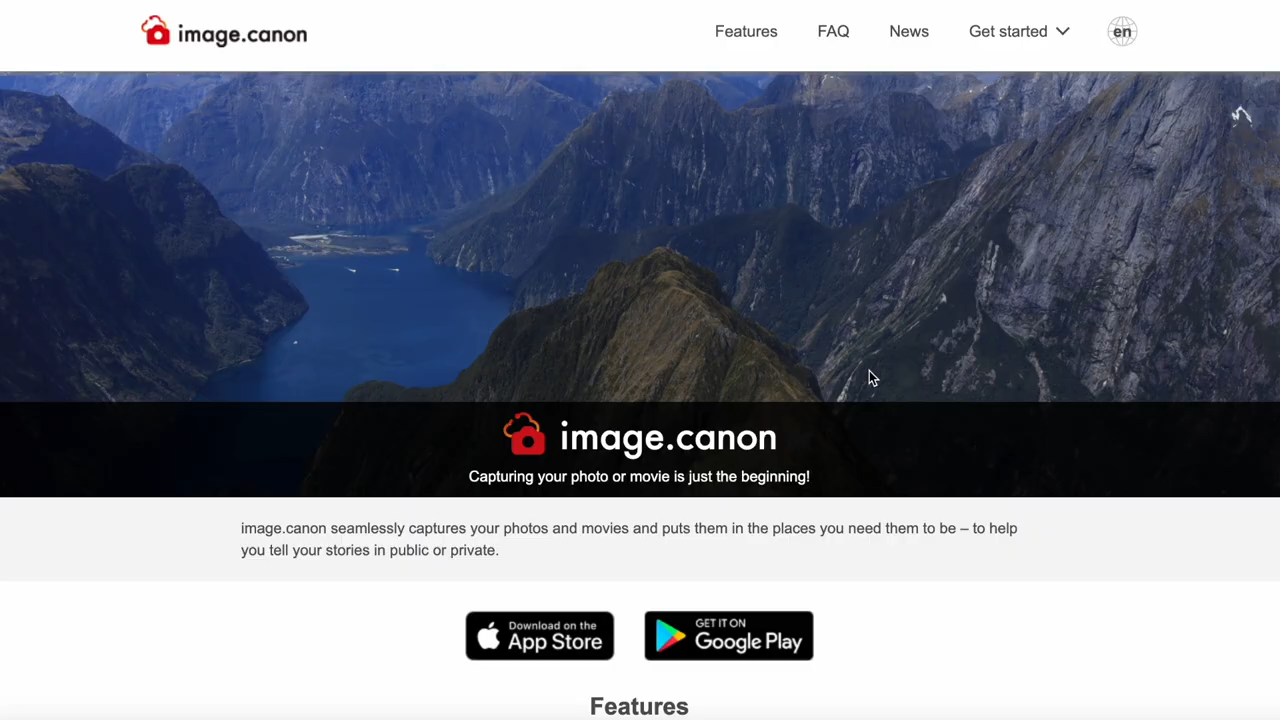 image.canon
Features
FAQ
News
Get started
en
image.canon
Capturing your photo or movie is just the beginning!
image.canon seamlessly captures your photos and movies and puts them in the places you need them to be – to help
you tell your stories in public or private.
Download on the
App Store
GET IT ON
Google Play
Features